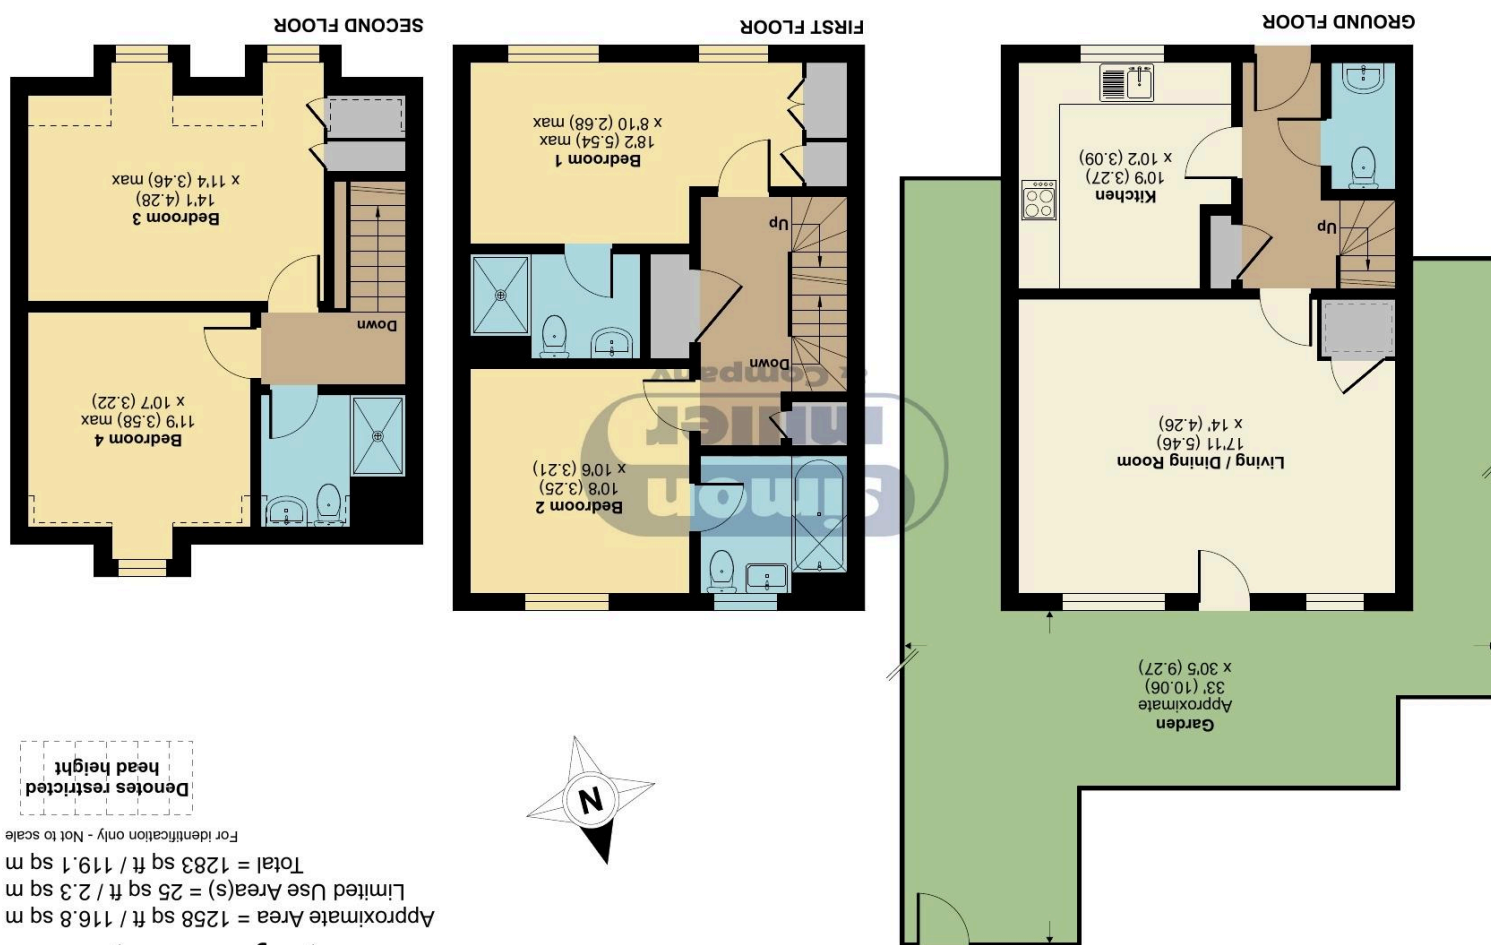 Approximate Area = 1258 sq ft / 116.8 sq m
Limited Use Area(s) = 25 sq ft / 2.3 sq m
Total = 1283 sq ft / 119.1 sq m
For identification only - Not to scale
Denotes restricted
head height
N
Garden
Approximate
33' (10.06)
x 30'5 (9.27)
Living / Dining Room
17'11 (5.46)
x 14' (4.26)
Up
Kitchen
10'9 (3.27)
x 10'2 (3.09)
GROUND FLOOR
Bedroom 2
10'8 (3.25)
x 10'6 (3.21)
Down
Up
Bedroom 1
18'2 (5.54) max
x 8'10 (2.68) max
FIRST FLOOR
Bedroom 4
11'9 (3.58) max
x 10'7 (3.22)
Down
Bedroom 3
14'1 (4.28)
x 11'4 (3.46) max
SECOND FLOOR
simon
miller
& Company